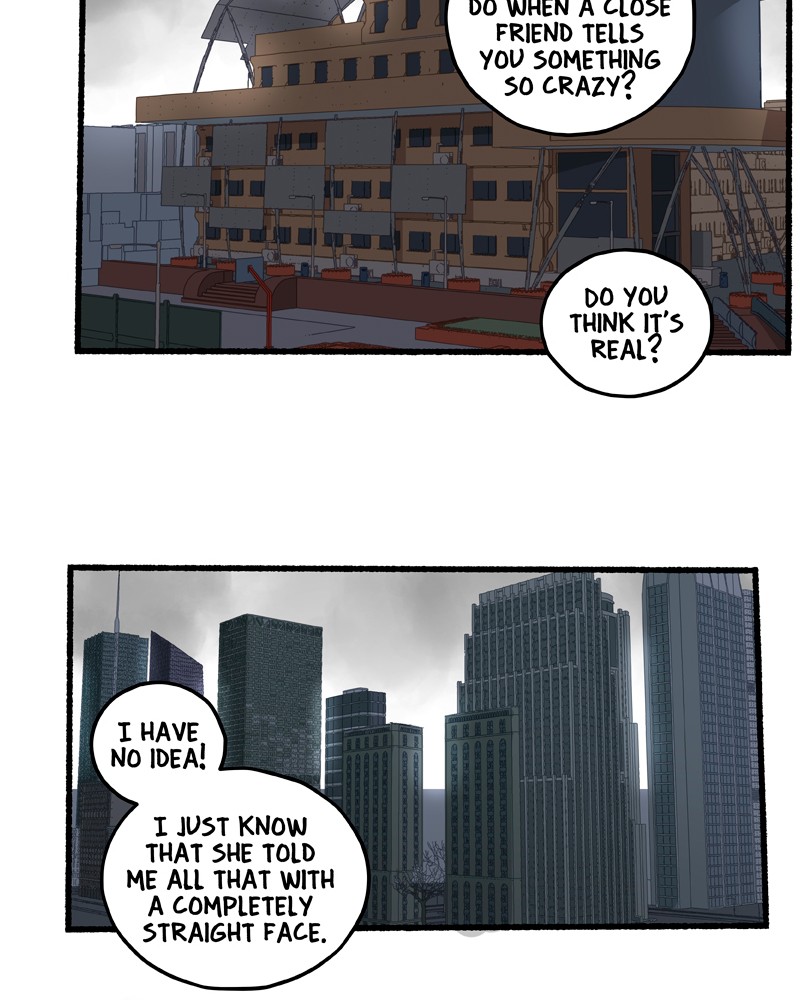 DO WHEN A CLOSE
FRIEND TELLS
YOU SOMETHING
SO CRAZY?
DO YOU
THINK IT'S
REAL?
I HAVE
NO IDEA!
I JUST KNOW
THAT SHE TOLD
ME ALL THAT WITH
A COMPLETELY
STRAIGHT FACE.